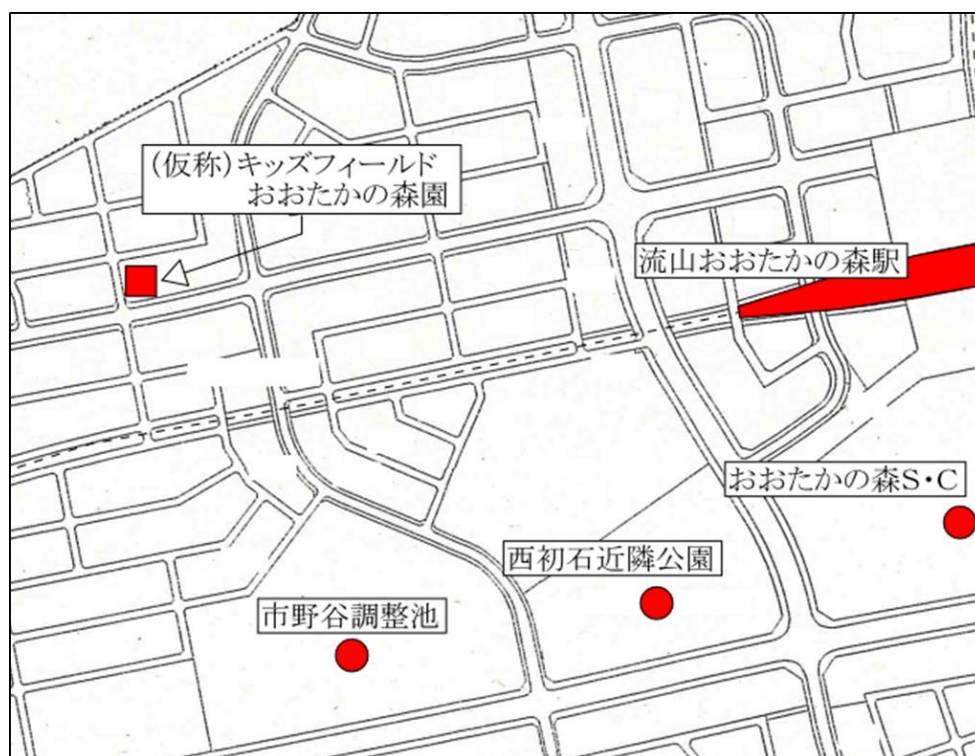 (仮称)キッズフィールド
おおたかの森園
流山おおたかの森駅
おおたかの森S・C
西初石近隣公園
市野谷調整池